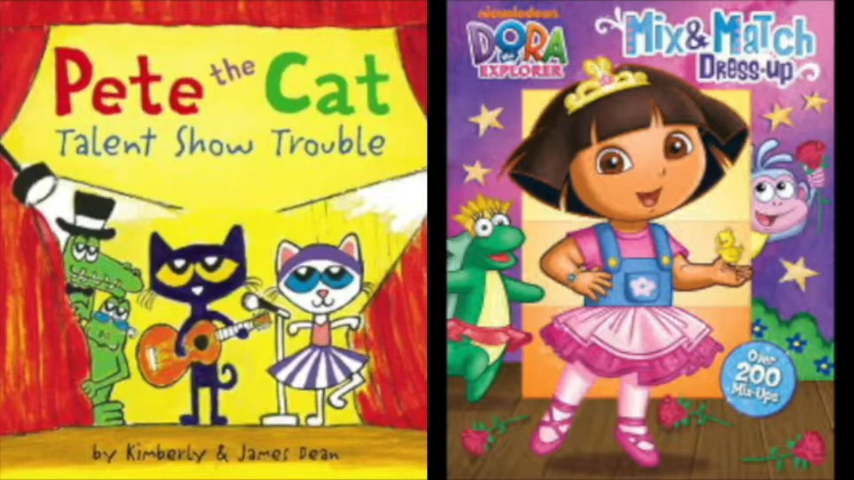 Pete the Cat
Talent Show Trouble
by Kimberly & James Dean
nickelodeon
DORA
the
EXPLORER
Mix & Match
Dress-up
Over
200
Mix-Ups